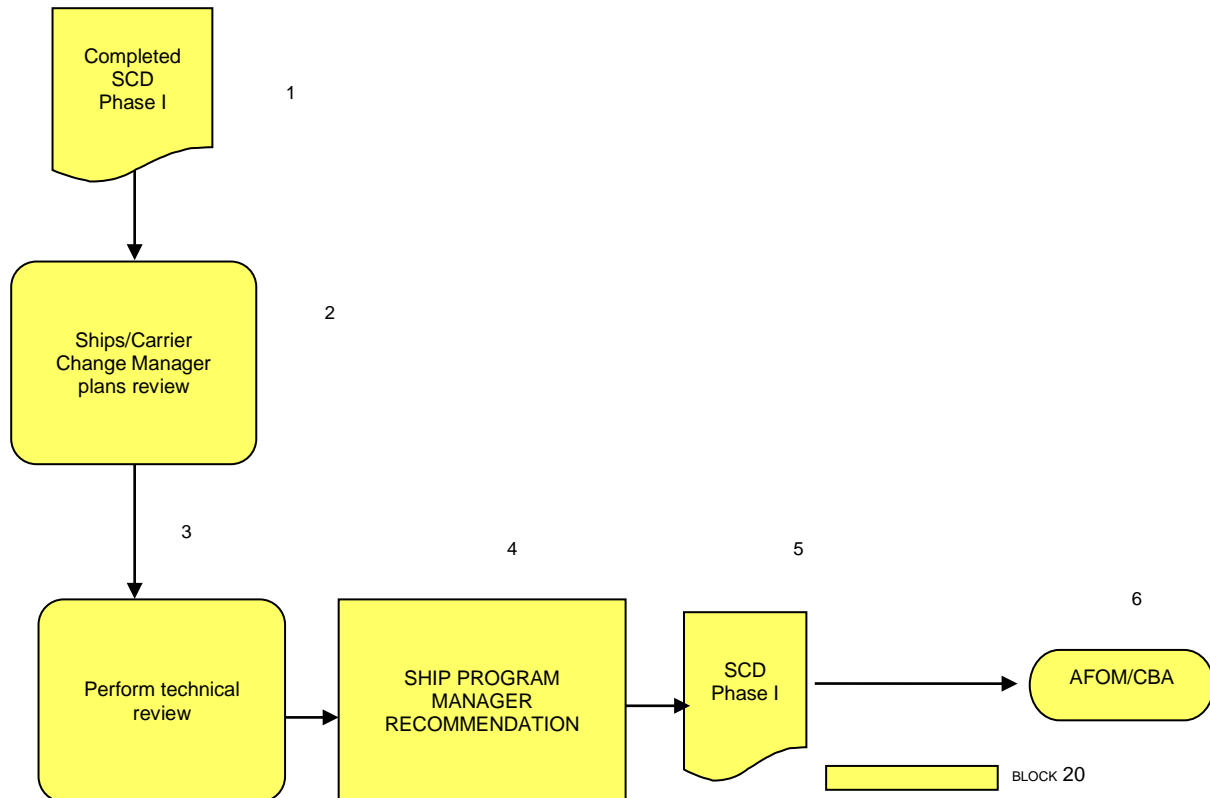 Completed
SCD
Phase I
1
Ships/Carrier
Change Manager
plans review
2
3
4
5
6
Perform technical
review
SHIP PROGRAM
MANAGER
RECOMMENDATION
SCD
Phase I
AFOM/CBA
BLOCK 20